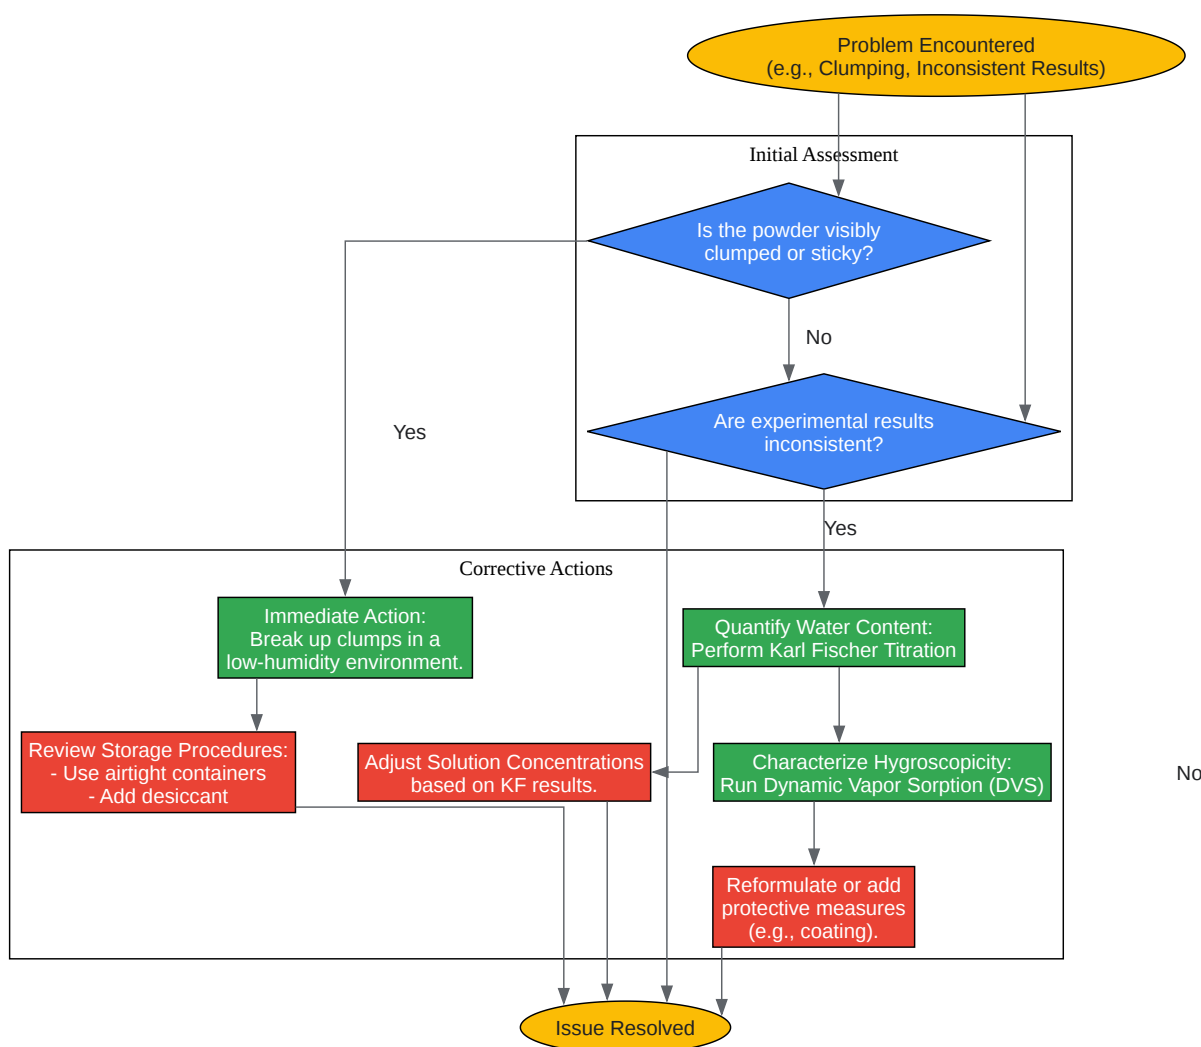 Problem Encountered
(e.g., Clumping, Inconsistent Results)
Initial Assessment
Is the powder visibly
clumped or sticky?
No
Are experimental results
inconsistent?
Yes
Yes
Corrective Actions
Immediate Action:
Break up clumps in a
low-humidity environment.
Quantify Water Content:
Perform Karl Fischer Titration
Review Storage Procedures:
- Use airtight containers
- Add desiccant
Adjust Solution Concentrations
based on KF results.
Characterize Hygroscopicity:
Run Dynamic Vapor Sorption (DVS)
No
Reformulate or add
protective measures
(e.g., coating).
Issue Resolved